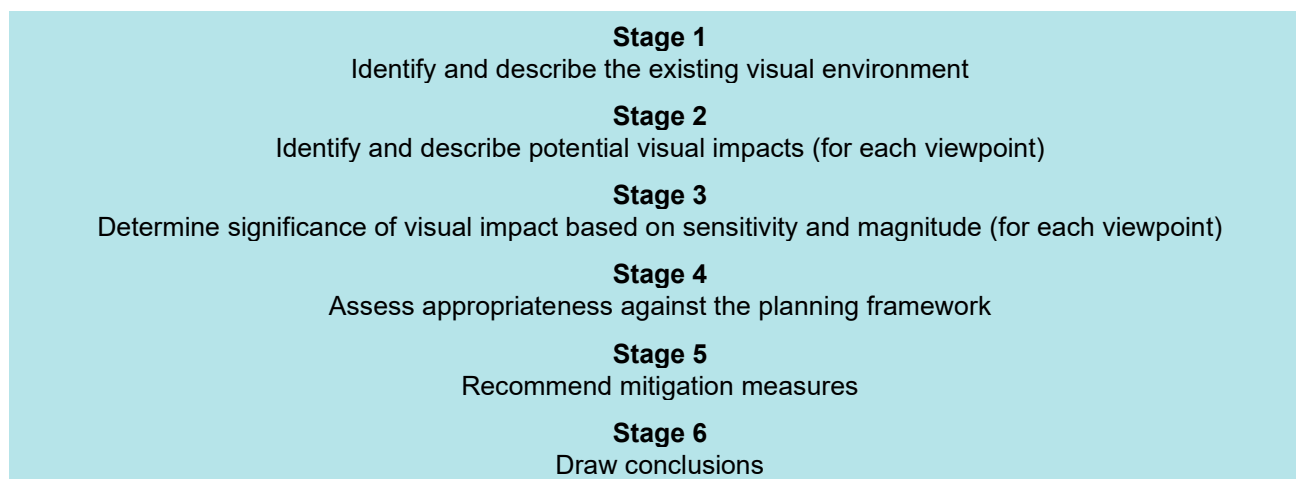 Stage 1
Identify and describe the existing visual environment
Stage 2
Identify and describe potential visual impacts (for each viewpoint)
Stage 3
Determine significance of visual impact based on sensitivity and magnitude (for each viewpoint)
Stage 4
Assess appropriateness against the planning framework
Stage 5
Recommend mitigation measures
Stage 6
Draw conclusions